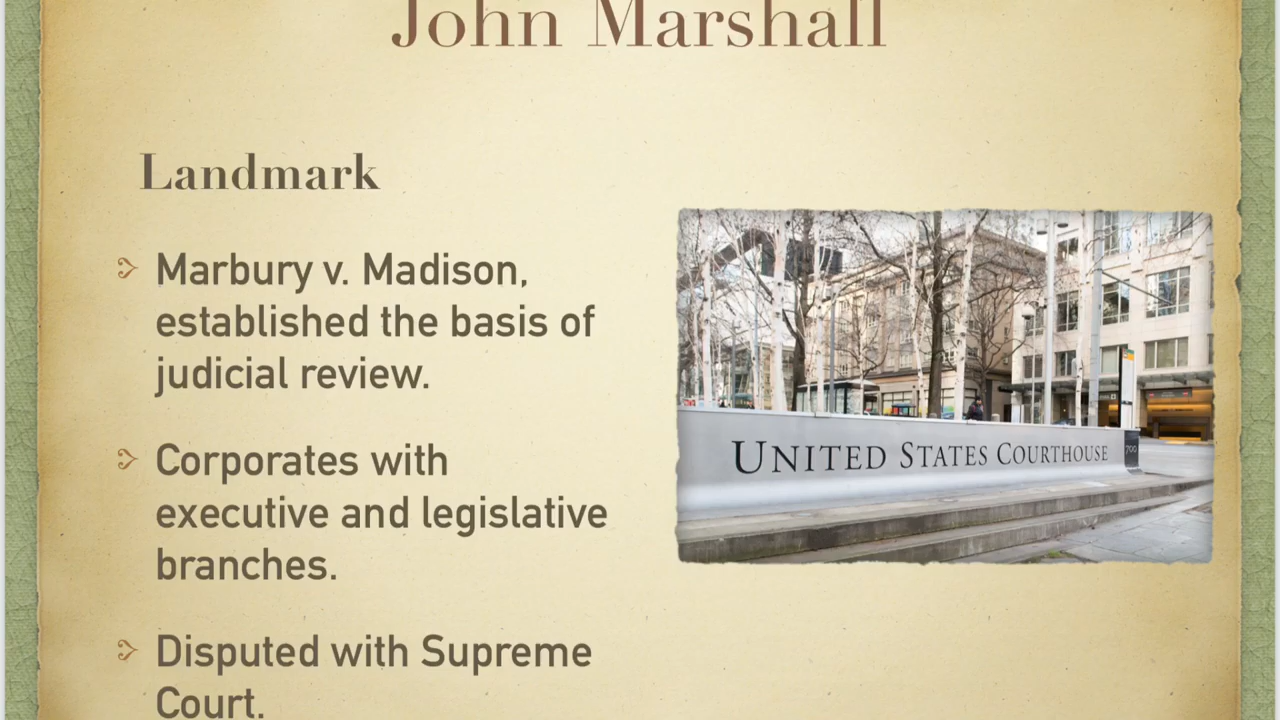 John Marshall
Landmark
Marbury v. Madison,
established the basis of
judicial review.
Corporates with
executive and legislative
branches.
Disputed with Supreme
Court.
UNITED STATES COURTHOUSE
700